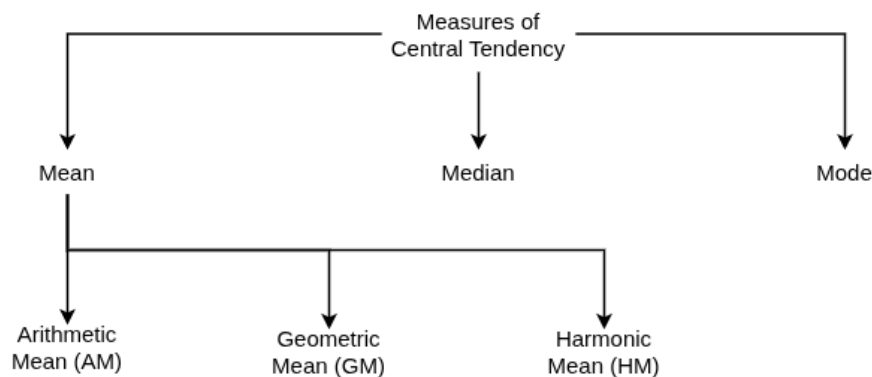 Measures of
Central Tendency
Mean
Median
Mode
Arithmetic
Mean (AM)
Geometric
Mean (GM)
Harmonic
Mean (HM)